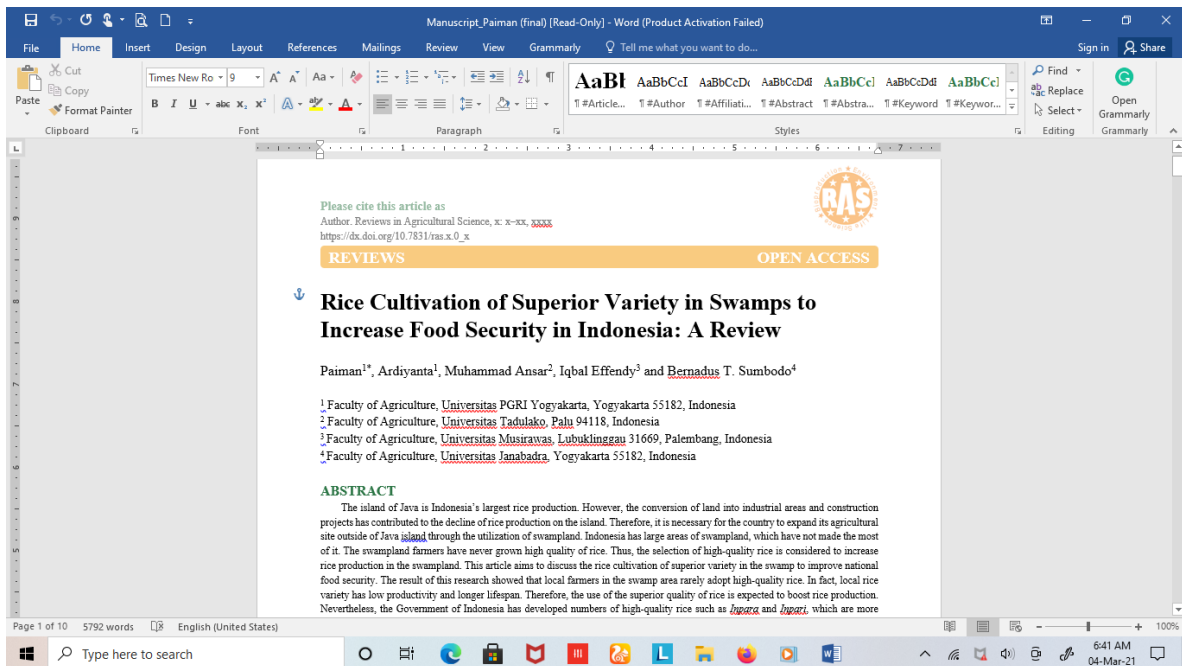 Manuscript_Paiman (final) [Read-Only] - Word (Product Activation Failed)
File Home Insert Design Layout References Mailings Review View Grammarly Tell me what you want to do... Sign in Share
Paste
Cut
Copy
Format Painter
Clipboard
Times New Ro 9
B I U abc X₂ X²
Font
Paragraph
AaBl AaBbCcI AaBbCcDc AaBbCcDdl AaBbCcl AaBbCcDdl AaBbCcl
¶ #Article... ¶ #Author ¶ #Affiliati... ¶ #Abstract ¶ #Abstra... ¶ #Keyword ¶ #Keywor...
Styles
Find
Replace
Select
Editing
Open
Grammarly
Grammarly
1 2 3 4 5 6 7
RAS
Please cite this article as
Author. Reviews in Agricultural Science, x: x–xx, xxxx
https://dx.doi.org/10.7831/ras.x.0_x
REVIEWS OPEN ACCESS
Rice Cultivation of Superior Variety in Swamps to
Increase Food Security in Indonesia: A Review
Paiman¹*, Ardiyanta¹, Muhammad Ansar², Iqbal Effendy³ and Bernadus T. Sumbodo⁴
¹ Faculty of Agriculture, Universitas PGRI Yogyakarta, Yogyakarta 55182, Indonesia
² Faculty of Agriculture, Universitas Tadulako, Palu 94118, Indonesia
³ Faculty of Agriculture, Universitas Musirawas, Lubuklinggau 31669, Palembang, Indonesia
⁴ Faculty of Agriculture, Universitas Janabadra, Yogyakarta 55182, Indonesia
ABSTRACT
The island of Java is Indonesia's largest rice production. However, the conversion of land into industrial areas and construction
projects has contributed to the decline of rice production on the island. Therefore, it is necessary for the country to expand its agricultural
site outside of Java island through the utilization of swampland. Indonesia has large areas of swampland, which have not made the most
of it. The swampland farmers have never grown high quality of rice. Thus, the selection of high-quality rice is considered to increase
rice production in the swampland. This article aims to discuss the rice cultivation of superior variety in the swamp to improve national
food security. The result of this research showed that local farmers in the swamp area rarely adopt high-quality rice. In fact, local rice
variety has low productivity and longer lifespan. Therefore, the use of the superior quality of rice is expected to boost rice production.
Nevertheless, the Government of Indonesia has developed numbers of high-quality rice such as Inpara and Inpari, which are more
Page 1 of 10 5792 words English (United States) 100%
Type here to search
6:41 AM
04-Mar-21